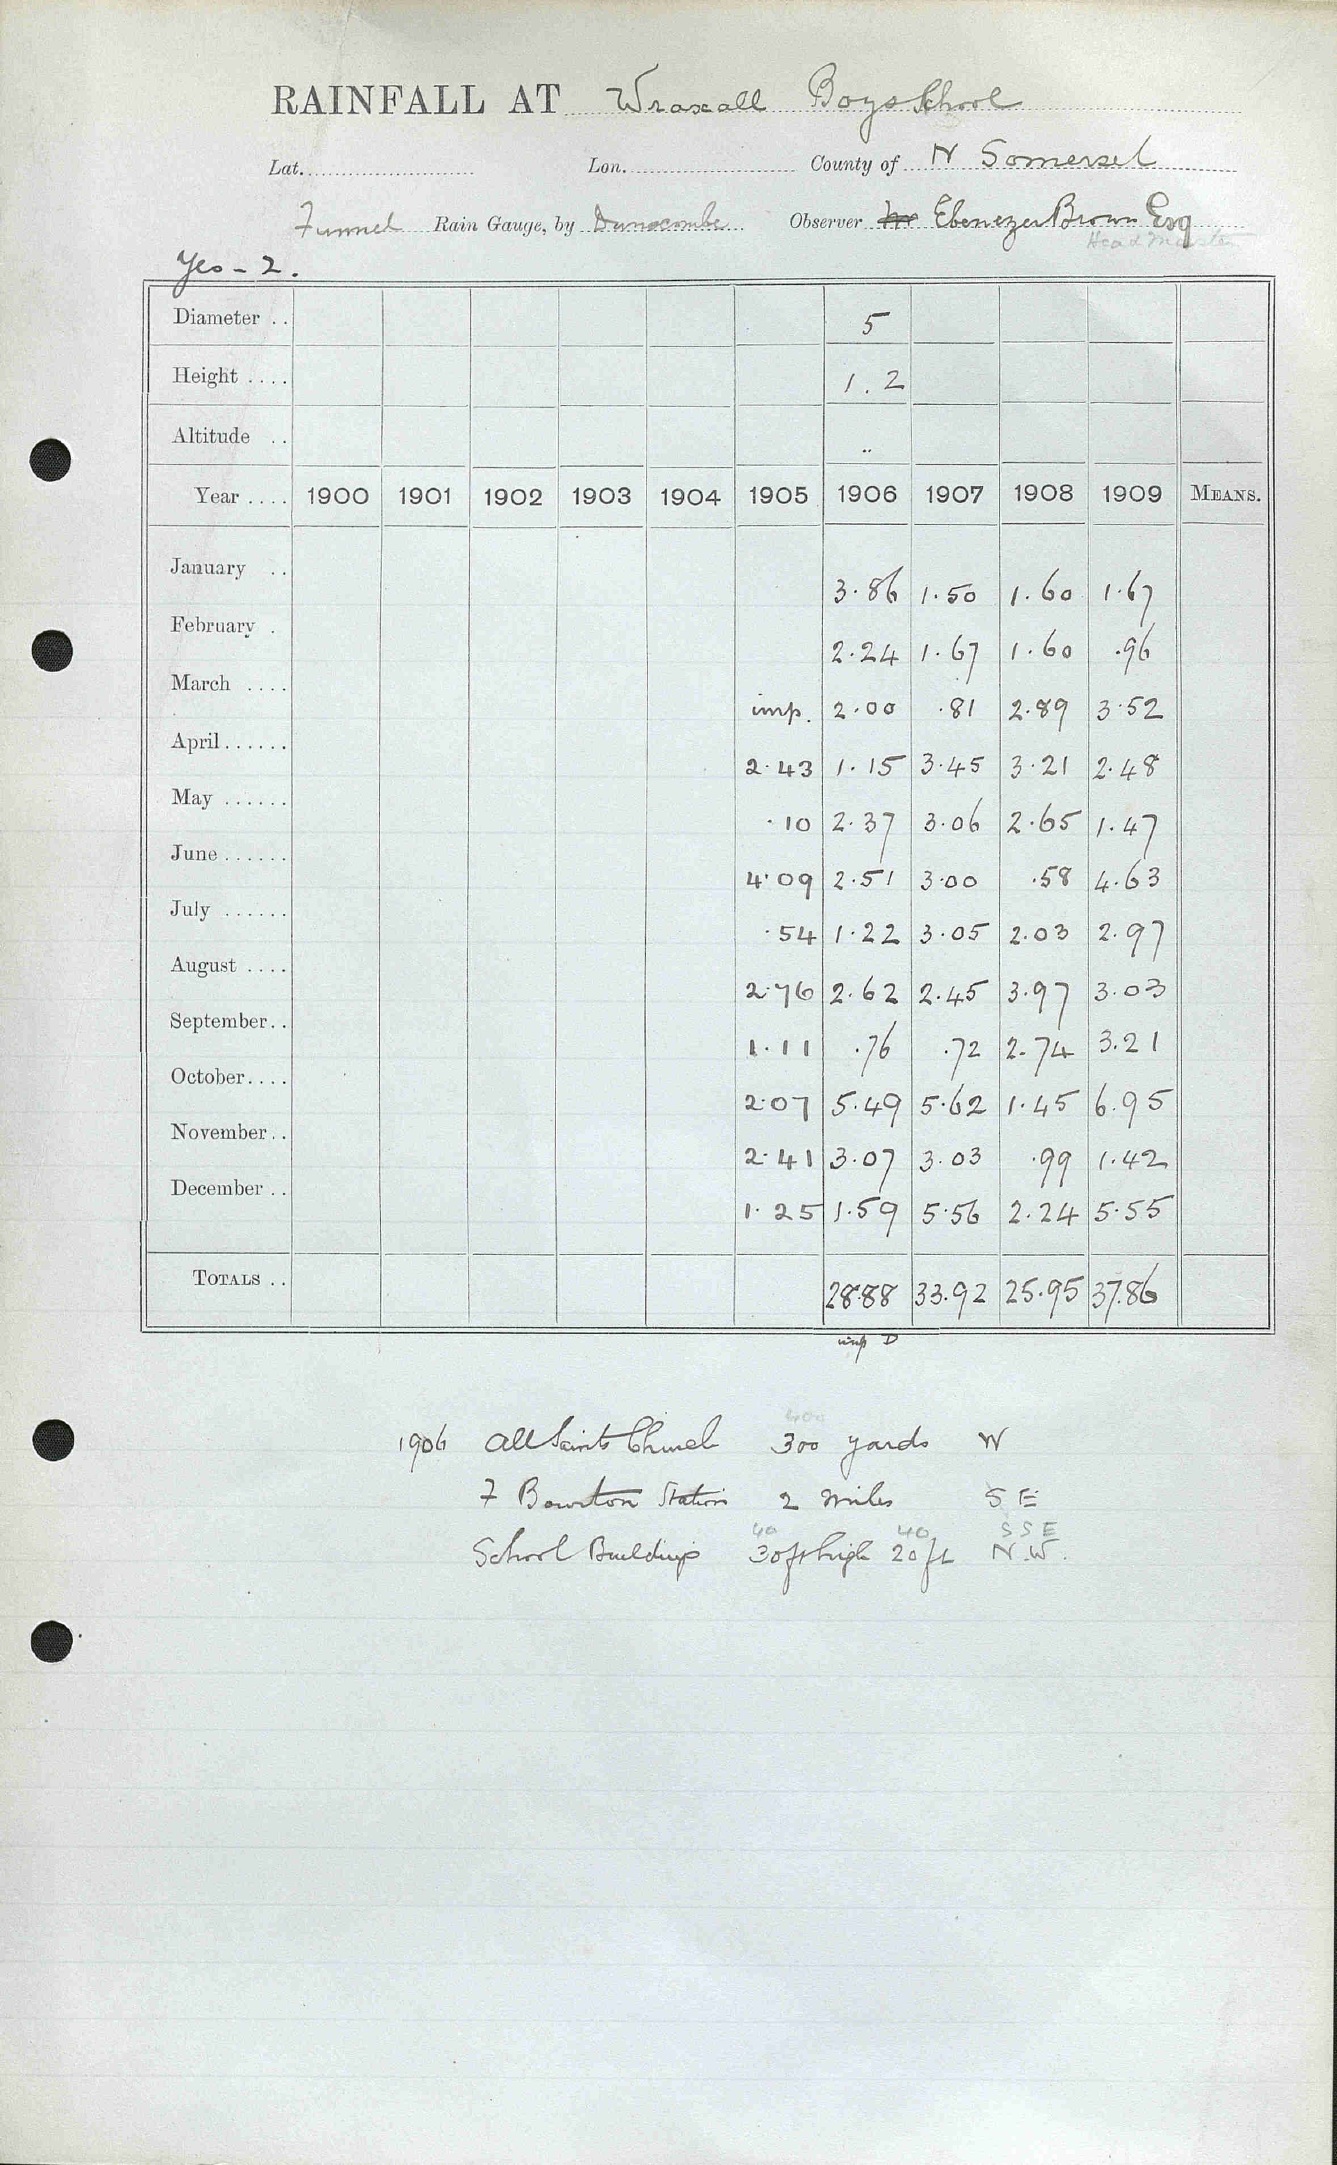 RAINFALL AT Wraxall Boys School
Lat. Lon. County of N Somerset
Funnel Rain Gauge, by Dunscombe Observer Ebenezer Brown Esq
Head Master
Yeo - 2.
Diameter .. 5
Height .... 1.2
Altitude .. ..
Year .... 1900 1901 1902 1903 1904 1905 1906 1907 1908 1909 MEANS.
January .. 3.86 1.50 1.60 1.67
February . 2.24 1.67 1.60 .96
March .... imp. 2.00 .81 2.89 3.52
April...... 2.43 1.15 3.45 3.21 2.48
May ...... .10 2.37 3.06 2.65 1.47
June...... 4.09 2.51 3.00 .58 4.63
July ...... .54 1.22 3.05 2.03 2.97
August .... 2.76 2.62 2.45 3.97 3.03
September.. 1.11 .76 .72 2.74 3.21
October.... 2.07 5.49 5.62 1.45 6.95
November.. 2.41 3.07 3.03 .99 1.42
December .. 1.25 1.59 5.56 2.24 5.55
TOTALS .. 28.88 33.92 25.95 37.86
imp D
400
1906 All Saints Church 300 yards W
F Bourton Station 2 miles S E
40 40 S S E
School Buildings 30ft high 20 ft N.W.